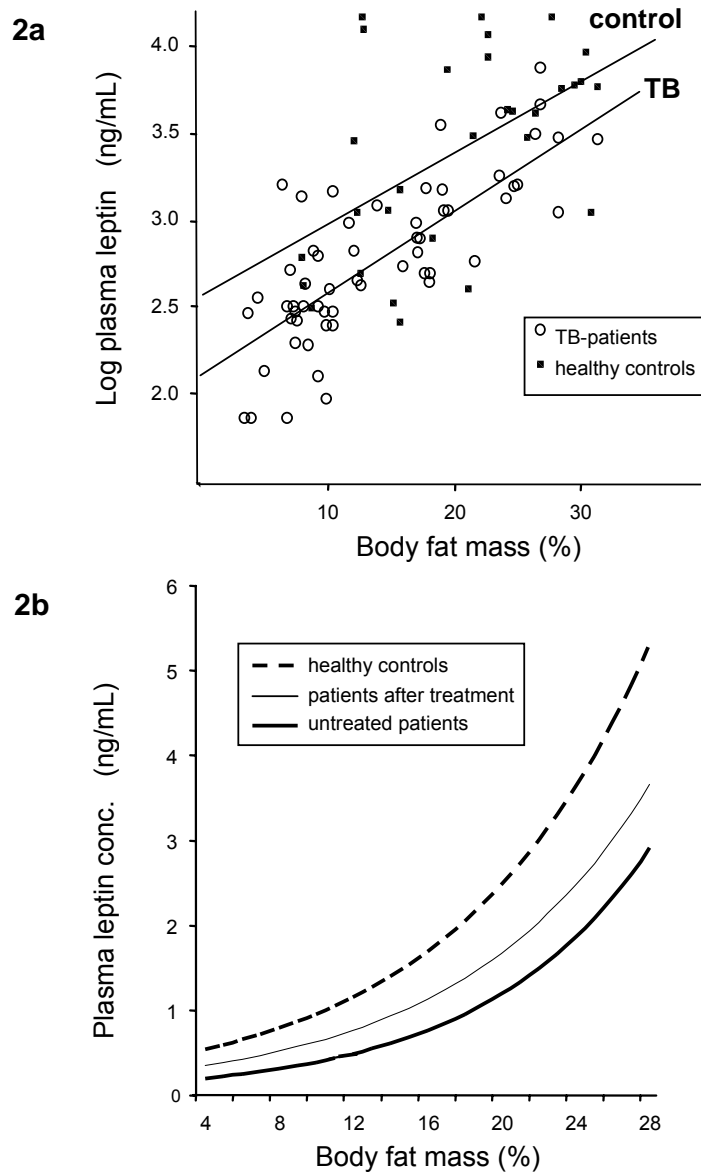 2a
control
TB
Log plasma leptin (ng/mL)
4.0
3.5
3.0
2.5
2.0
TB-patients
healthy controls
10 20 30
Body fat mass (%)
2b
Plasma leptin conc. (ng/mL)
6
5
4
3
2
1
0
healthy controls
patients after treatment
untreated patients
4 8 12 16 20 24 28
Body fat mass (%)